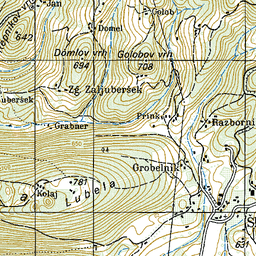 Jan
Golob
Domel
642
Domlov vrh
Golobov vrh
694
708
Zg. Zaljuberšek
Prink
Razborni
Grabner
Grobelnik
Kolaj
781
Lubela
631